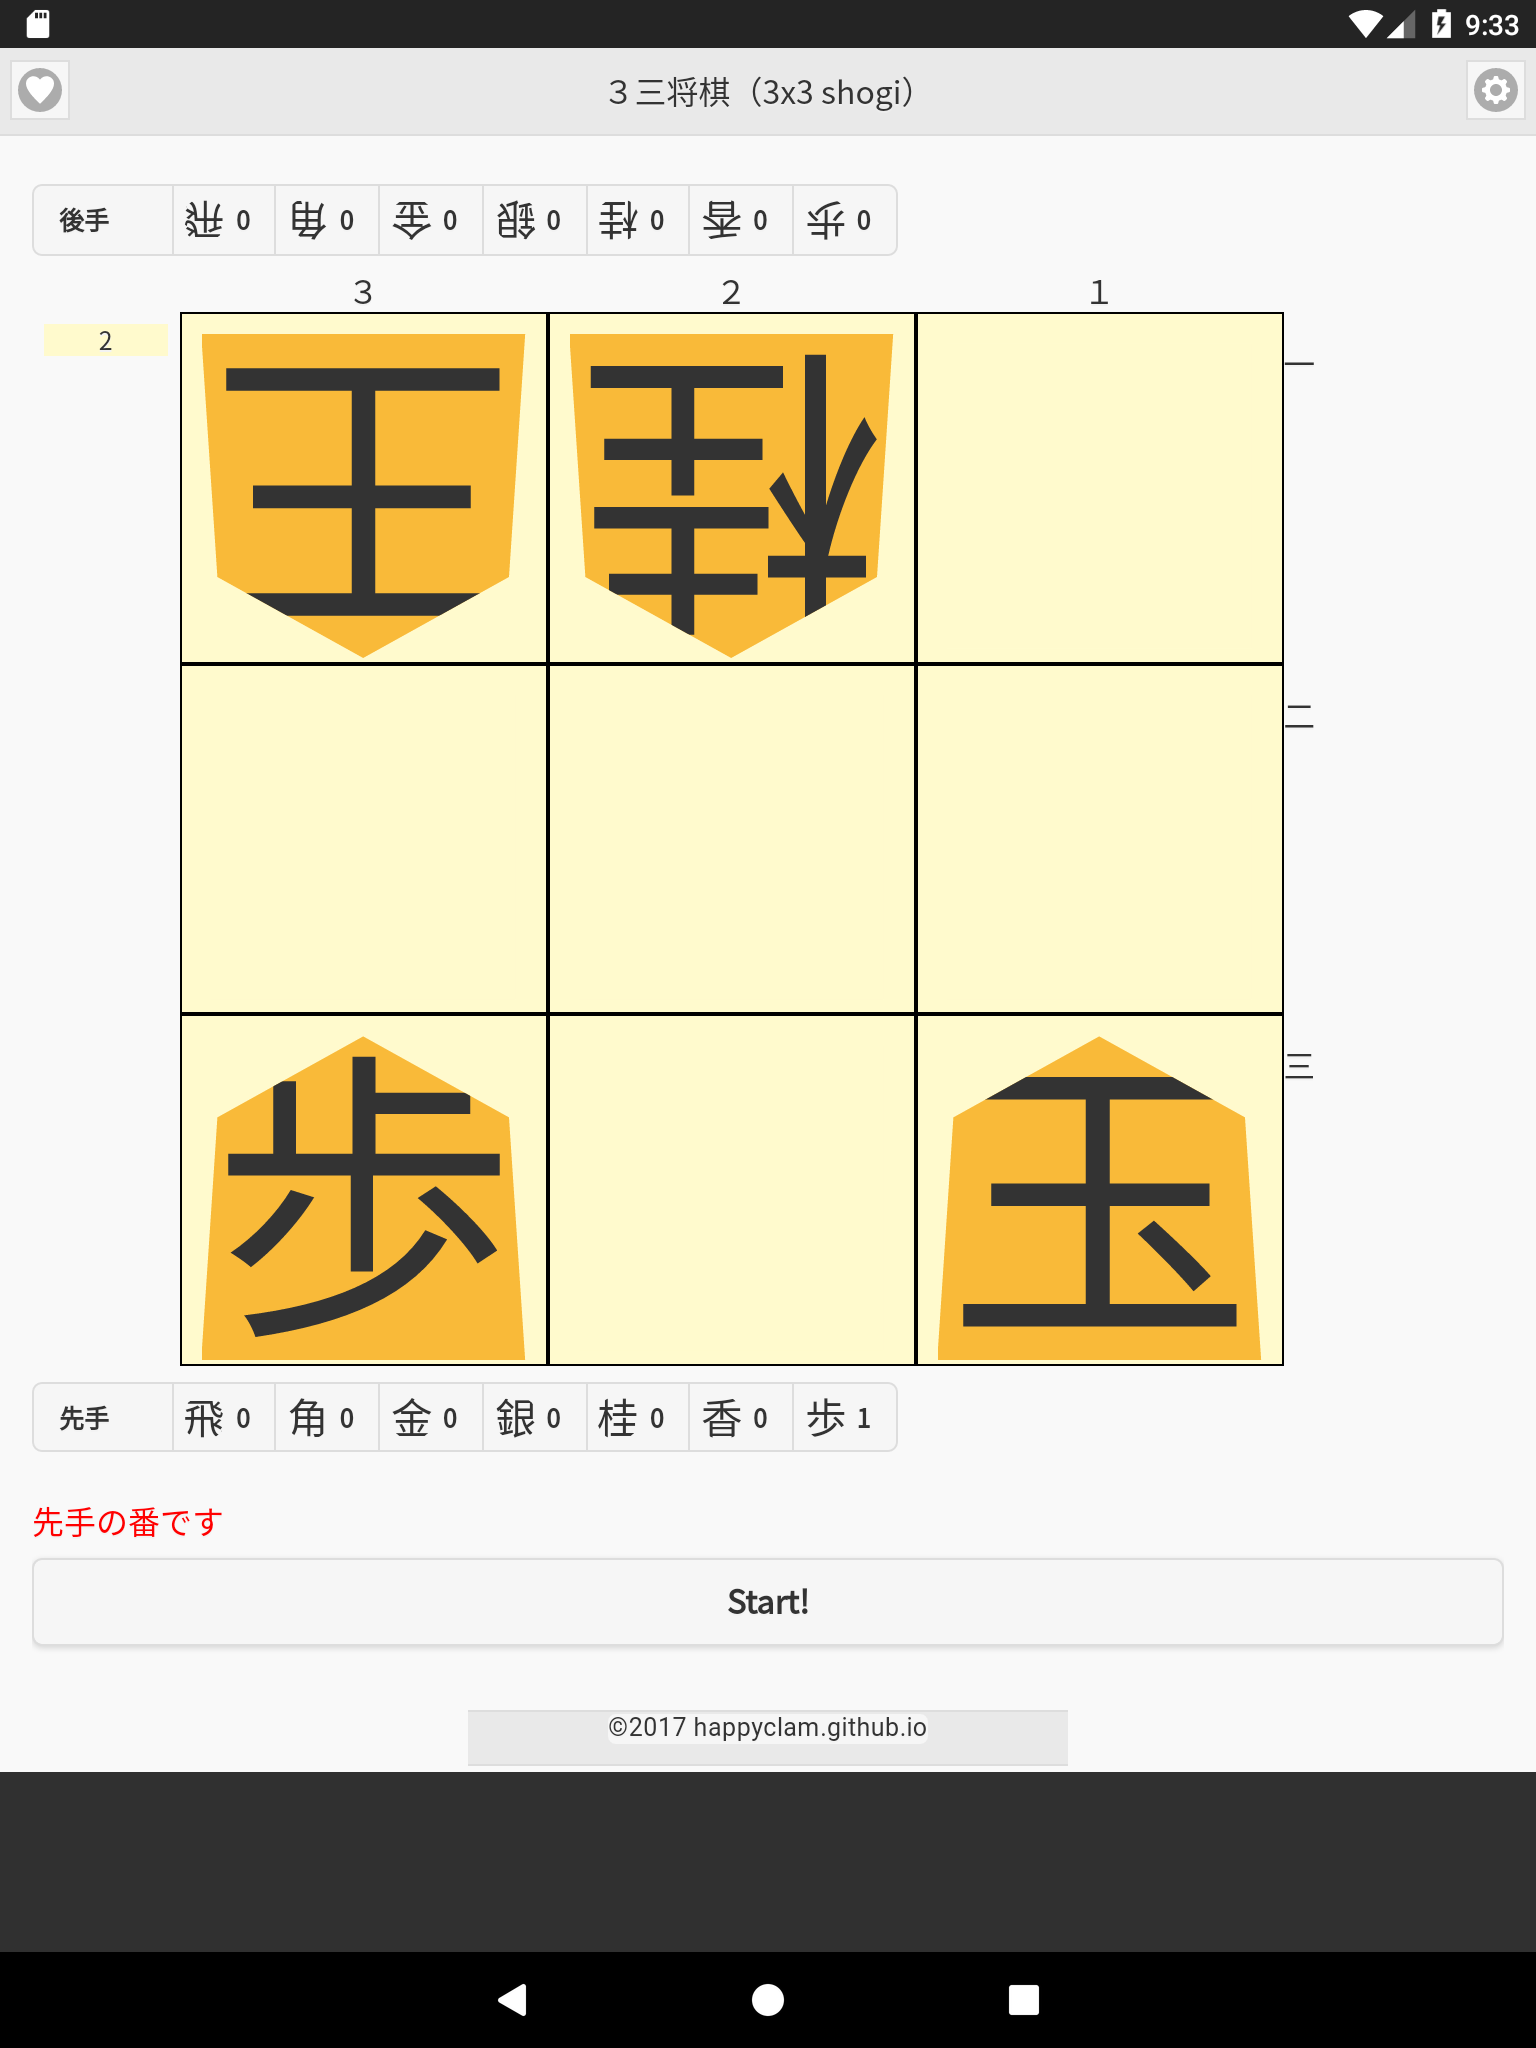 9:33
３三将棋（3x3 shogi）
後手 飛 0 角 0 金 0 銀 0 桂 0 香 0 歩 0
３ ２ １
2
王 桂 一
二
歩 玉 三
先手 飛 0 角 0 金 0 銀 0 桂 0 香 0 歩 1
先手の番です
Start!
©2017 happyclam.github.io